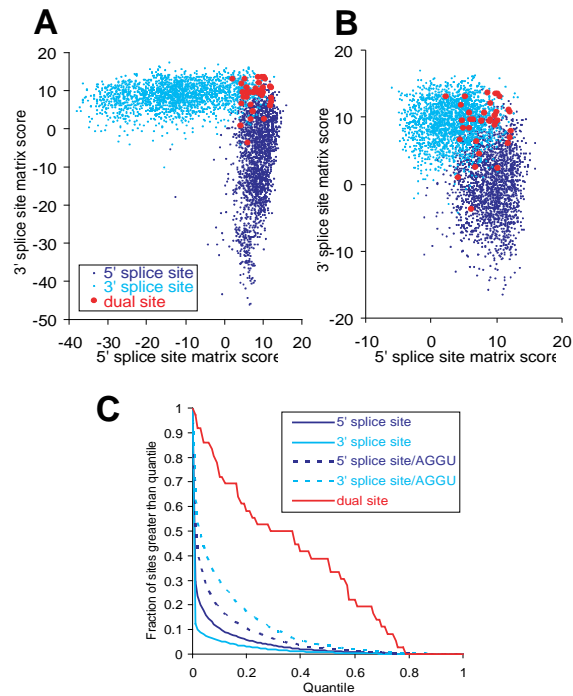 A
20
10
0
-10
-20
-30
-40
-50
3' splice site matrix score
5' splice site
3' splice site
dual site
-40 -30 -20 -10 0 10 20
5' splice site matrix score
B
20
10
0
-10
-20
3' splice site matrix score
-10 0 10 20
5' splice site matrix score
C
1
0.9
0.8
0.7
0.6
0.5
0.4
0.3
0.2
0.1
0
Fraction of sites greater than quantile
5' splice site
3' splice site
5' splice site/AGGU
3' splice site/AGGU
dual site
0 0.2 0.4 0.6 0.8 1
Quantile